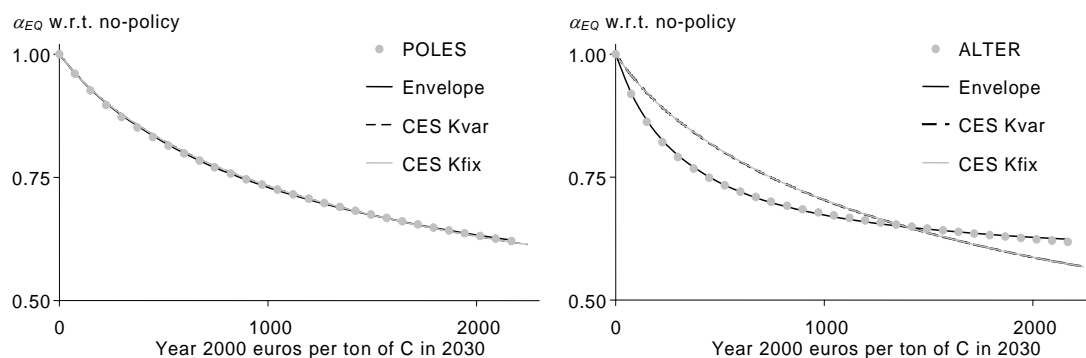 αEQ w.r.t. no-policy
1.00
0.75
0.50
0
1000
2000
Year 2000 euros per ton of C in 2030
POLES
Envelope
CES Kvar
CES Kfix
αEQ w.r.t. no-policy
1.00
0.75
0.50
0
1000
2000
Year 2000 euros per ton of C in 2030
ALTER
Envelope
CES Kvar
CES Kfix